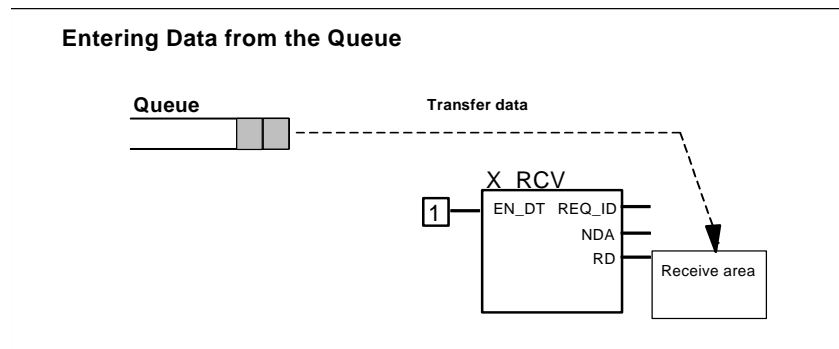 Entering Data from the Queue
Queue
Transfer data
X_RCV
1
EN_DT REQ_ID
NDA
RD
Receive area